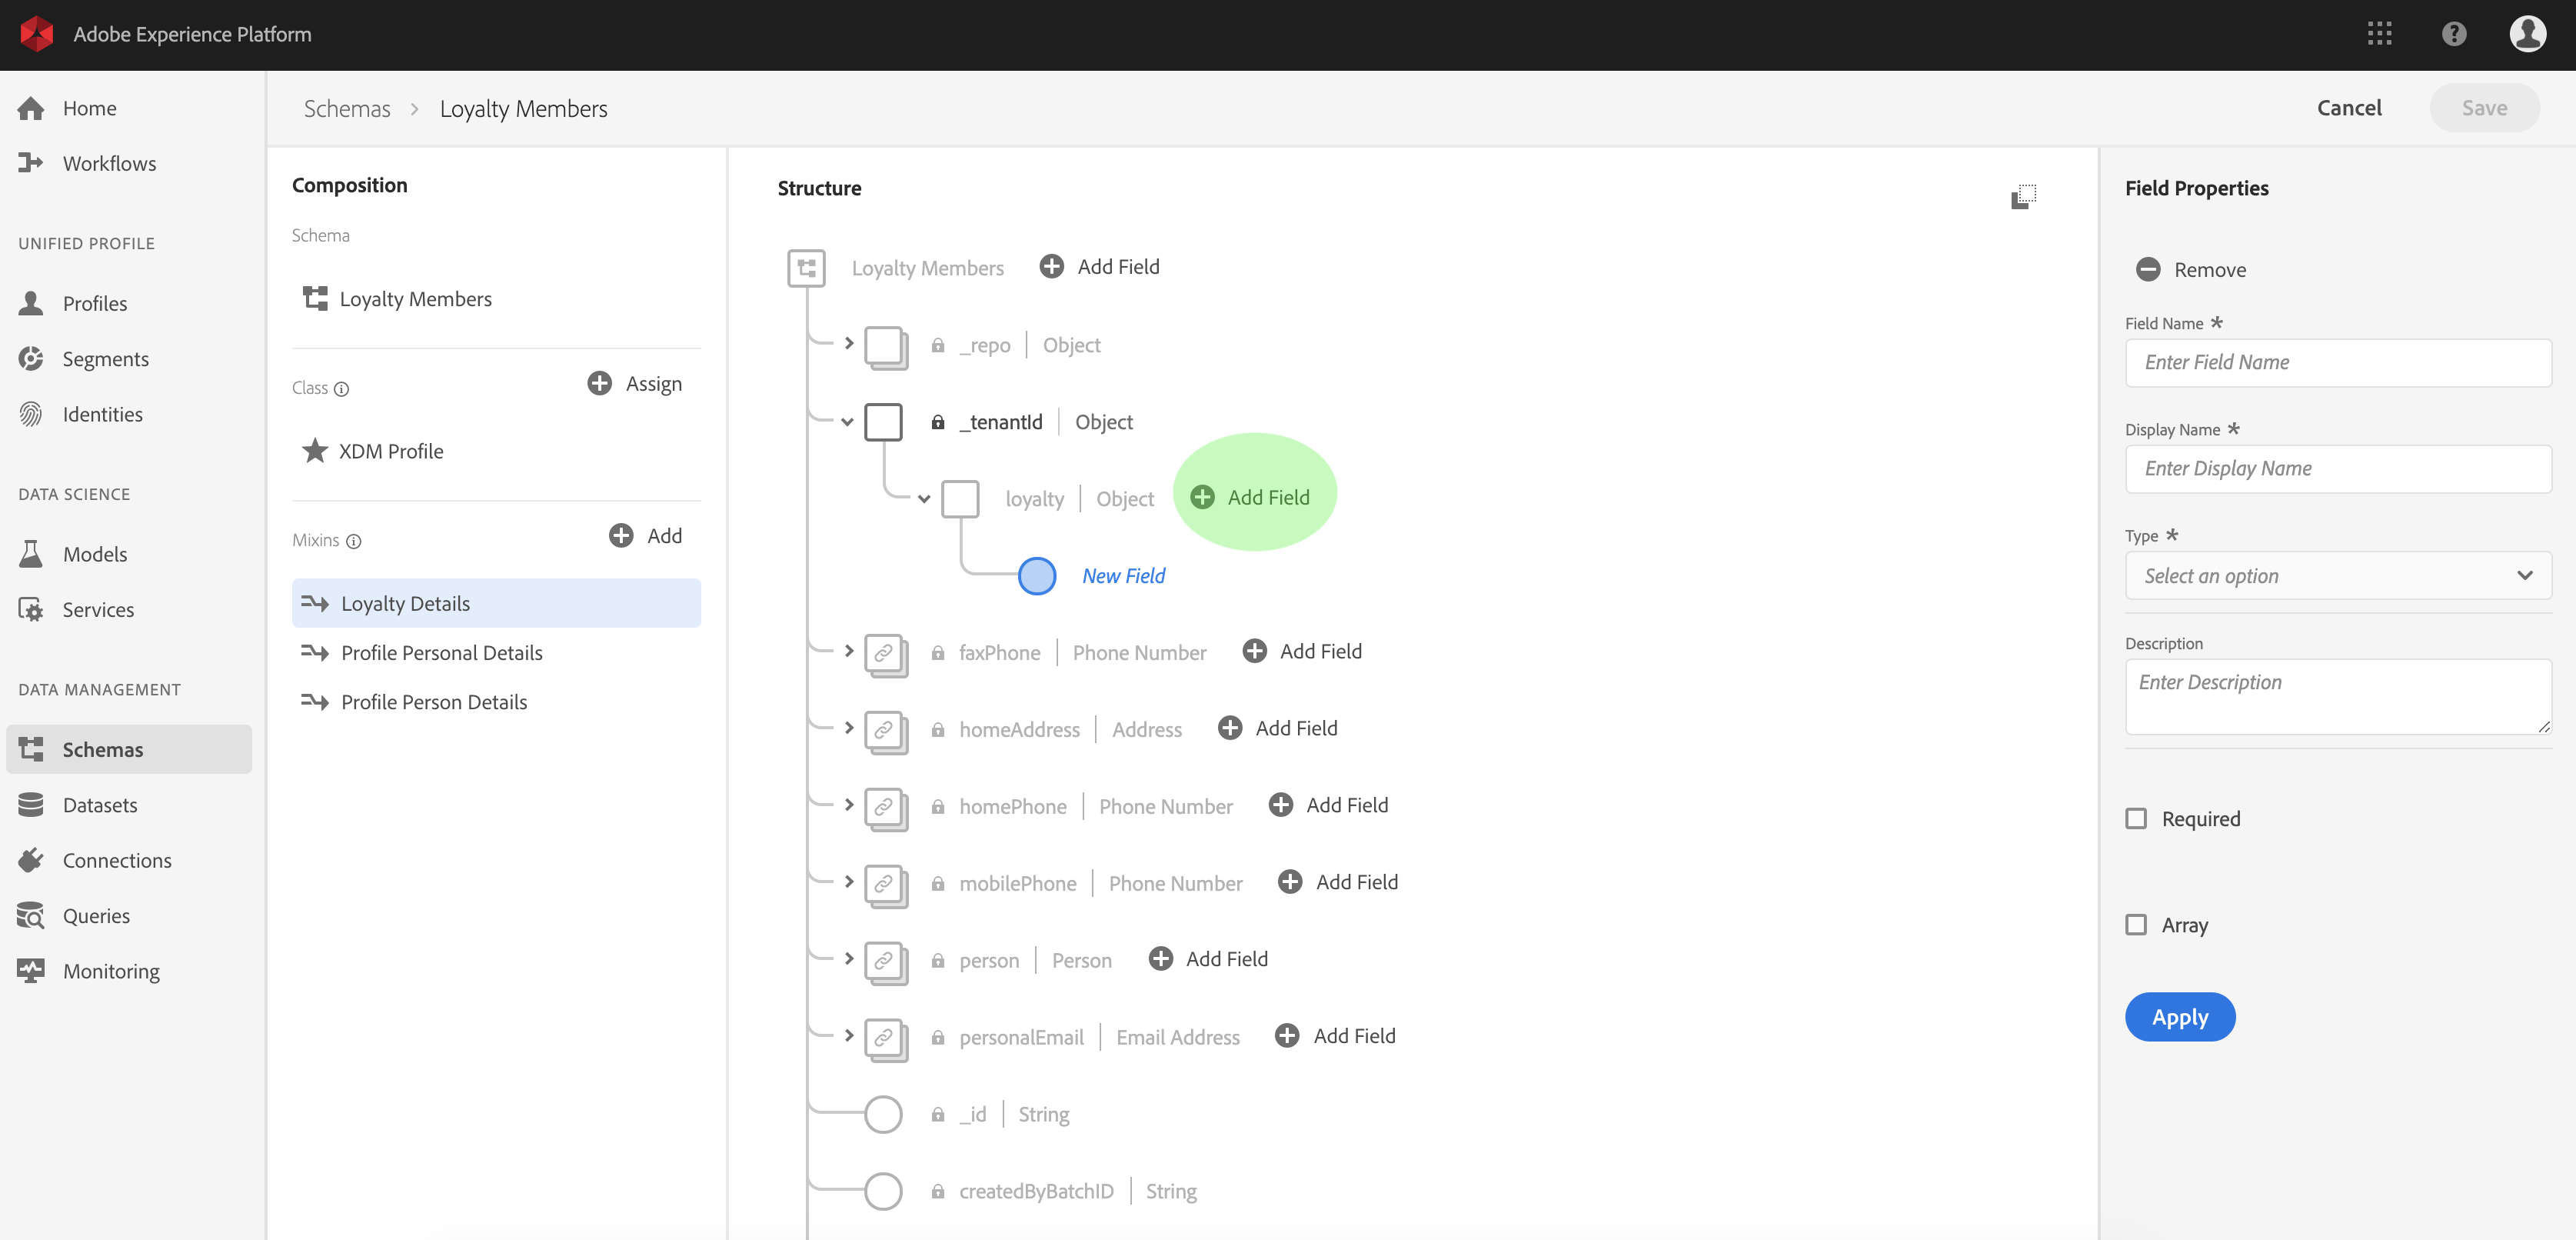 Adobe Experience Platform
Home
Workflows
UNIFIED PROFILE
Profiles
Segments
Identities
DATA SCIENCE
Models
Services
DATA MANAGEMENT
Schemas
Datasets
Connections
Queries
Monitoring
Schemas > Loyalty Members
Cancel
Save
Composition
Schema
Loyalty Members
Class
Assign
XDM Profile
Mixins
Add
Loyalty Details
Profile Personal Details
Profile Person Details
Structure
Loyalty Members Add Field
_repo | Object
_tenantId | Object
loyalty | Object Add Field
New Field
faxPhone | Phone Number Add Field
homeAddress | Address Add Field
homePhone | Phone Number Add Field
mobilePhone | Phone Number Add Field
person | Person Add Field
personalEmail | Email Address Add Field
_id | String
createdByBatchID | String
Field Properties
Remove
Field Name *
Enter Field Name
Display Name *
Enter Display Name
Type *
Select an option
Description
Enter Description
Required
Array
Apply